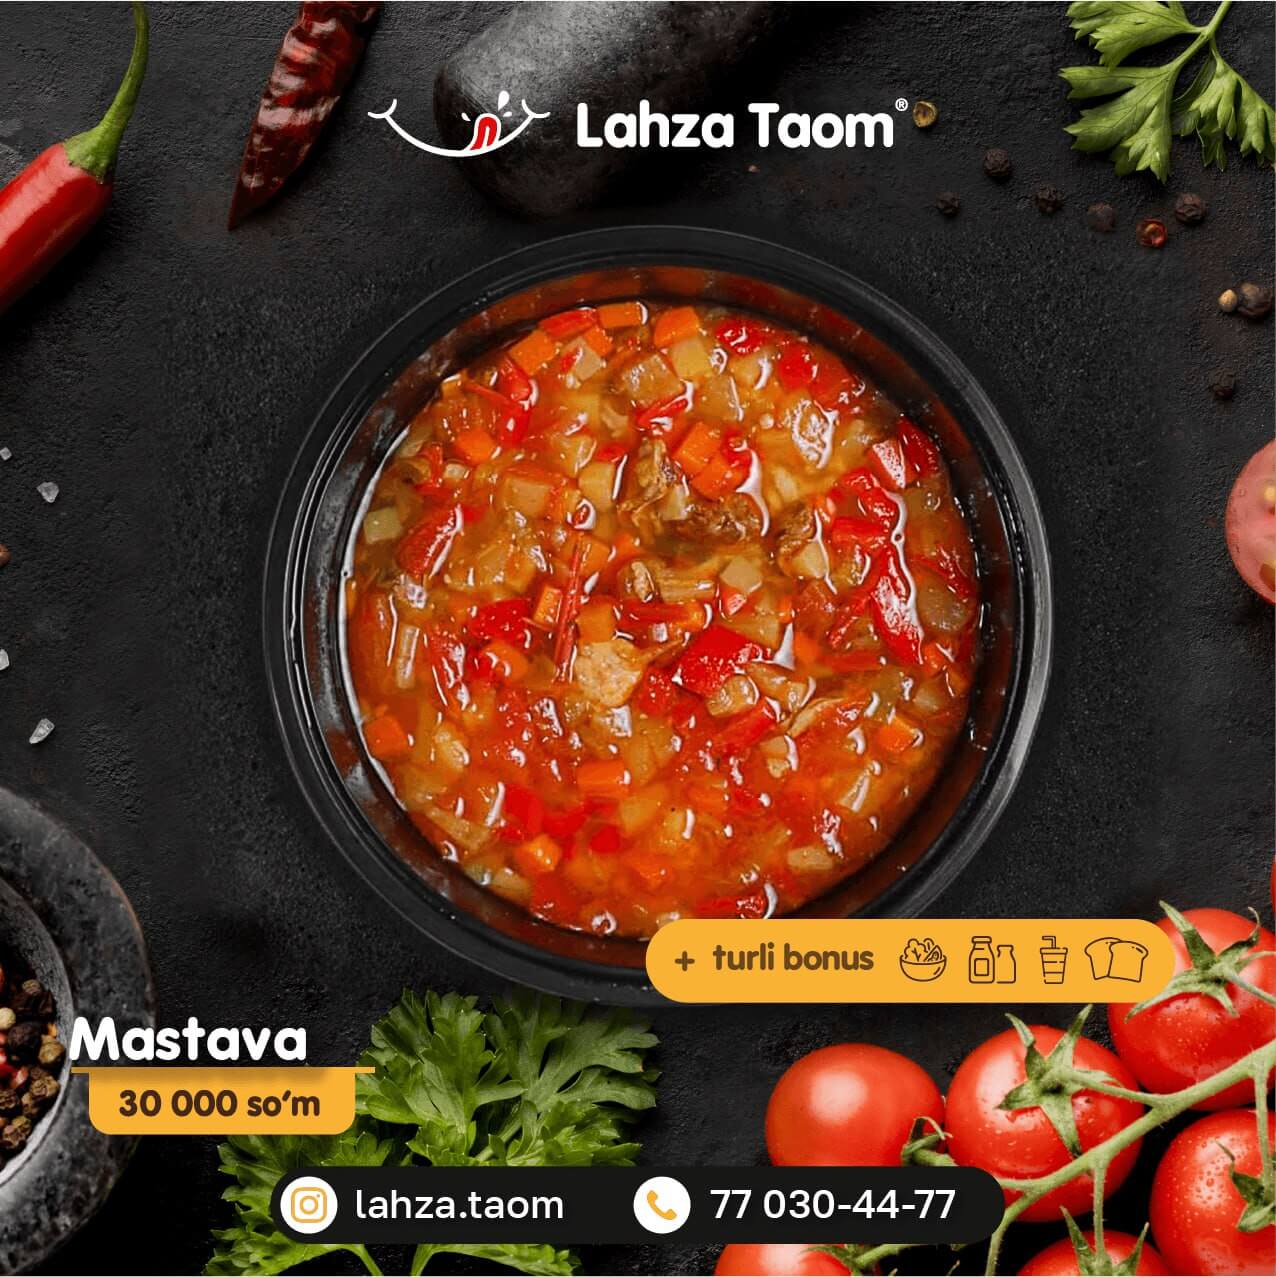 Lahza Taom®
+ turli bonus
Mastava
30 000 so‘m
lahza.taom
77 030-44-77